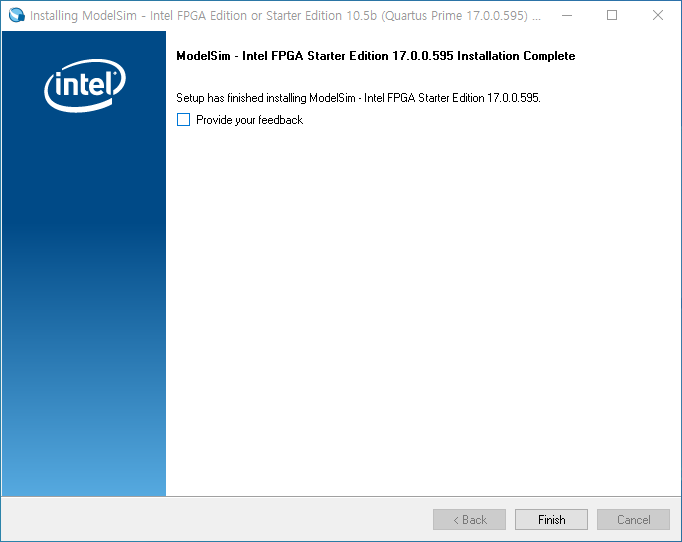 Installing ModelSim - Intel FPGA Edition or Starter Edition 10.5b (Quartus Prime 17.0.0.595) ...
intel
ModelSim - Intel FPGA Starter Edition 17.0.0.595 Installation Complete
Setup has finished installing ModelSim - Intel FPGA Starter Edition 17.0.0.595.
Provide your feedback
< Back
Finish
Cancel